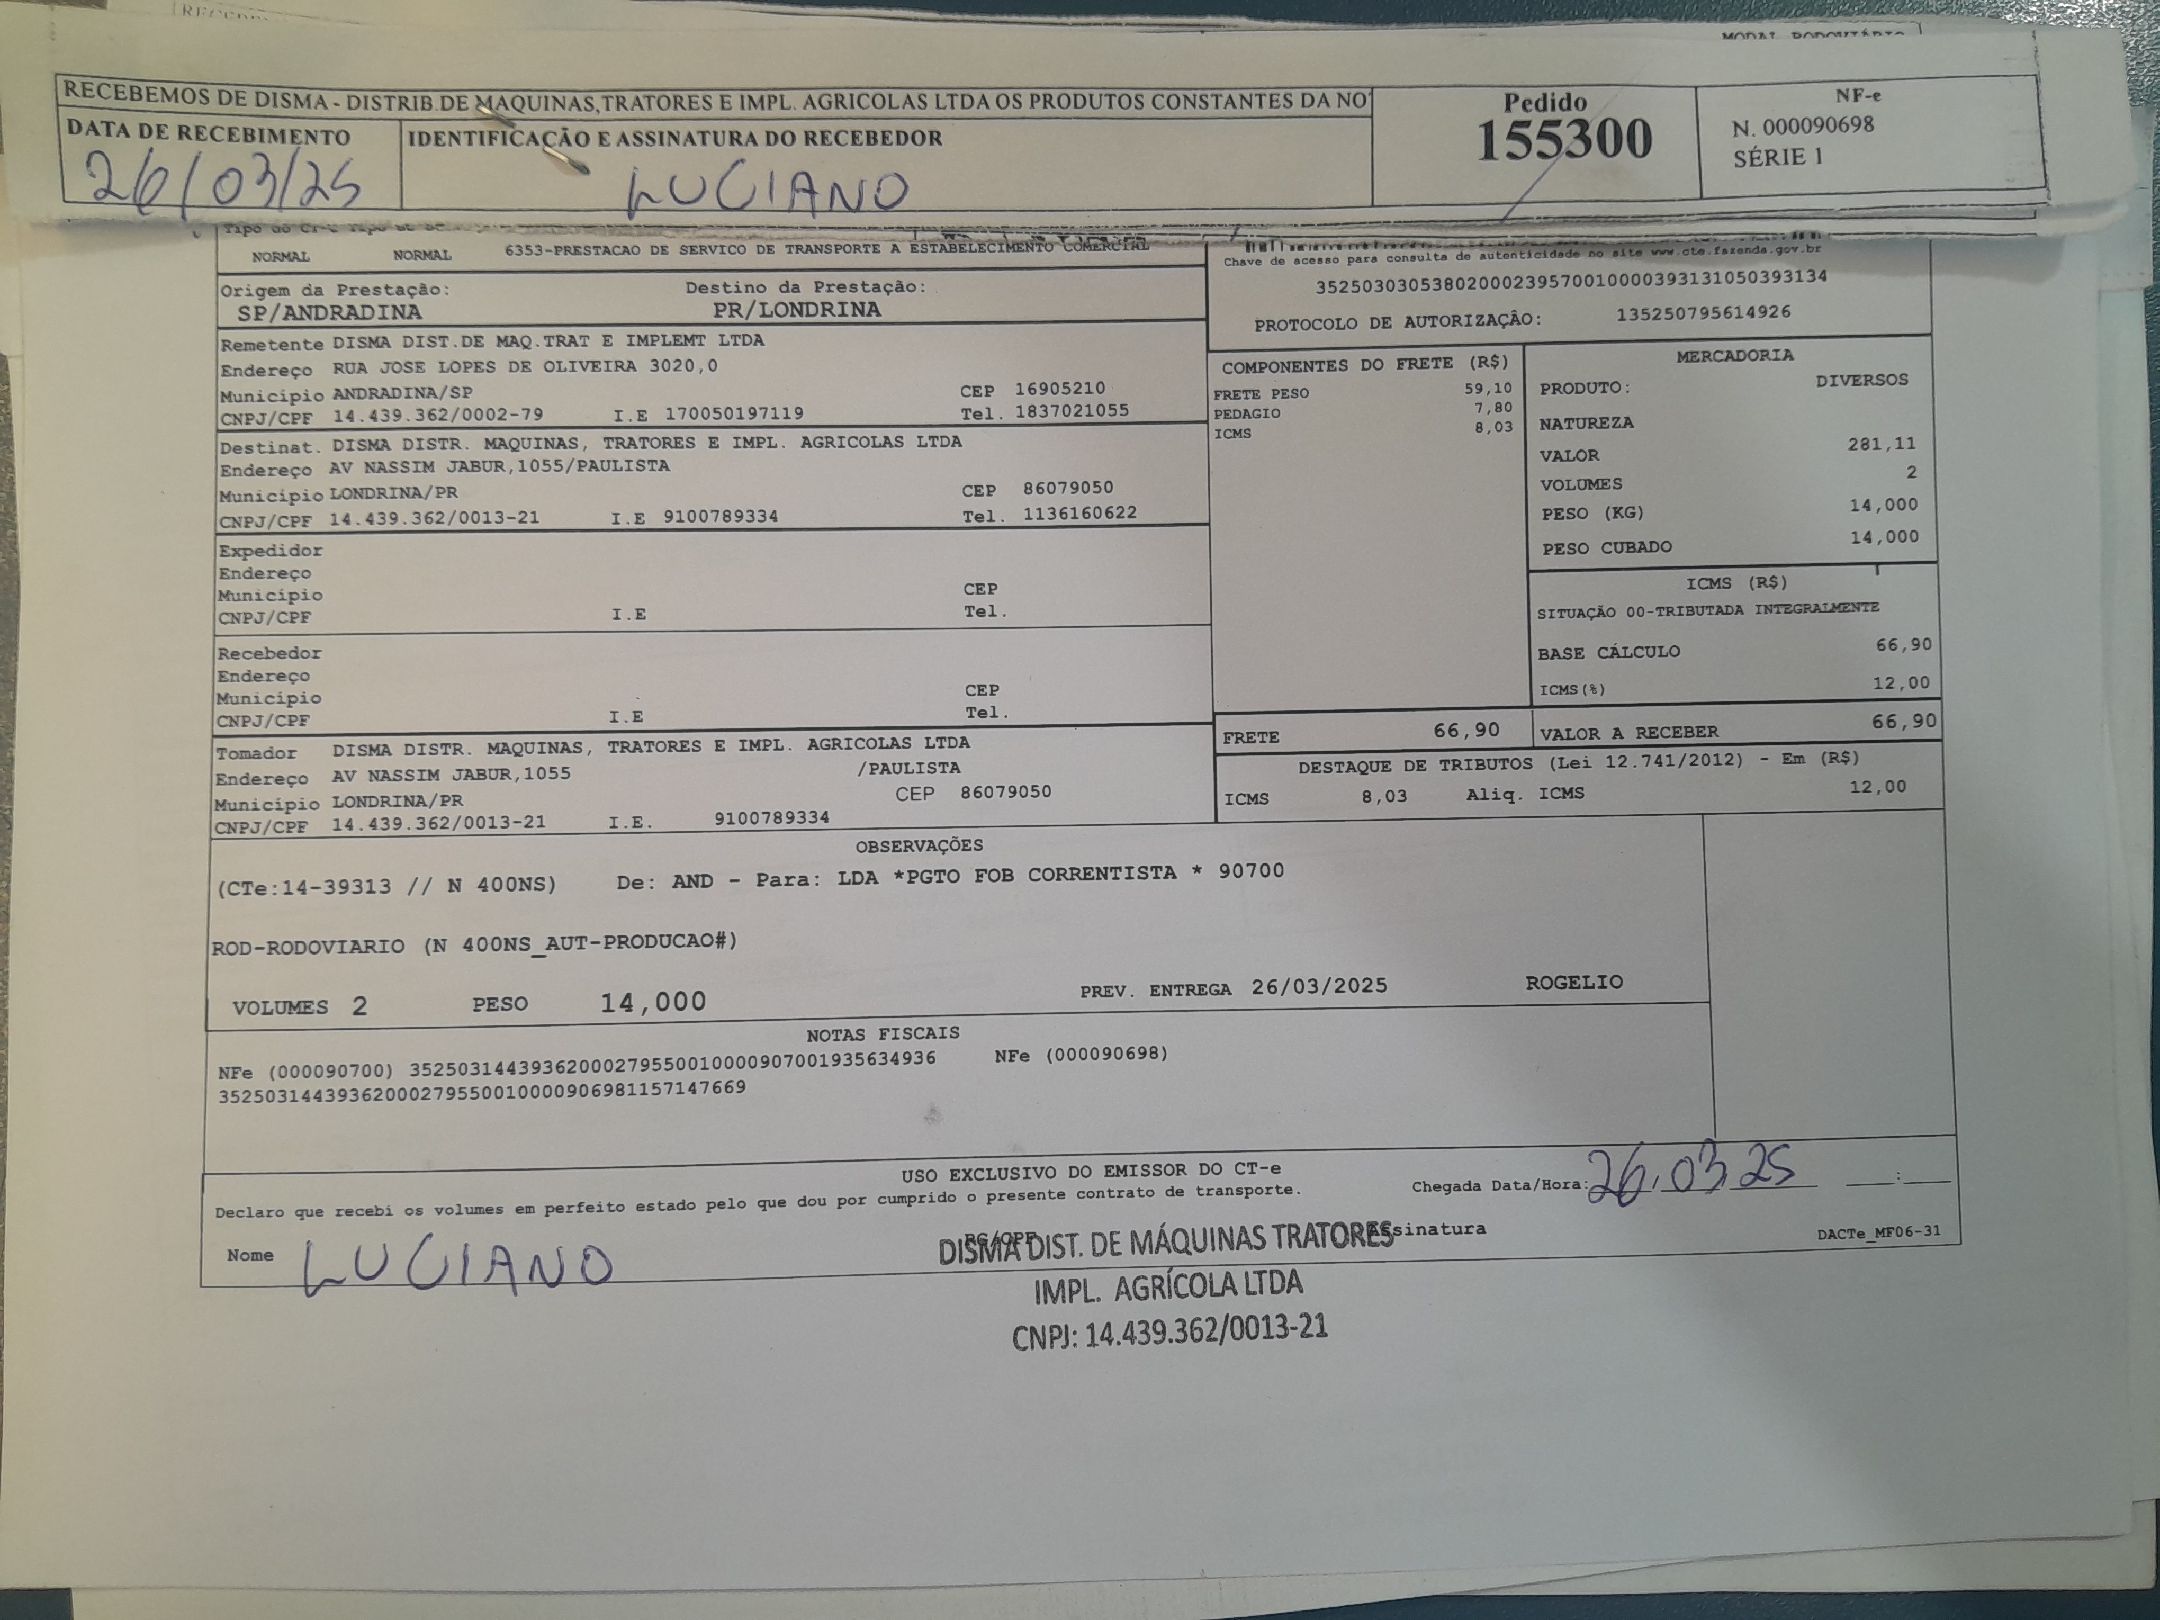 MODAL RODOVIÁRIO
RECEBEMOS DE DISMA - DISTRIB.DE MAQUINAS,TRATORES E IMPL. AGRICOLAS LTDA OS PRODUTOS CONSTANTES DA NO
DATA DE RECEBIMENTO
26/03/25
IDENTIFICAÇÃO E ASSINATURA DO RECEBEDOR
LUCIANO
Pedido
155300
NF-e
N. 000090698
SÉRIE 1
NORMAL NORMAL 6353-PRESTACAO DE SERVICO DE TRANSPORTE A ESTABELECIMENTO COMERCIAL
Chave de acesso para consulta de autenticidade no site www.cte.fazenda.gov.br
35250303053802000239570010000393131050393134
PROTOCOLO DE AUTORIZAÇÃO: 135250795614926
Origem da Prestação: Destino da Prestação:
SP/ANDRADINA PR/LONDRINA
Remetente DISMA DIST.DE MAQ.TRAT E IMPLEMT LTDA
Endereço RUA JOSE LOPES DE OLIVEIRA 3020,0
Município ANDRADINA/SP CEP 16905210
CNPJ/CPF 14.439.362/0002-79 I.E 170050197119 Tel. 1837021055
Destinat. DISMA DISTR. MAQUINAS, TRATORES E IMPL. AGRICOLAS LTDA
Endereço AV NASSIM JABUR,1055/PAULISTA
Município LONDRINA/PR CEP 86079050
CNPJ/CPF 14.439.362/0013-21 I.E 9100789334 Tel. 1136160622
Expedidor
Endereço
Município CEP
CNPJ/CPF I.E Tel.
Recebedor
Endereço
Município CEP
CNPJ/CPF I.E Tel.
Tomador DISMA DISTR. MAQUINAS, TRATORES E IMPL. AGRICOLAS LTDA
Endereço AV NASSIM JABUR,1055 /PAULISTA
Município LONDRINA/PR CEP 86079050
CNPJ/CPF 14.439.362/0013-21 I.E. 9100789334
COMPONENTES DO FRETE (R$)
FRETE PESO 59,10
PEDAGIO 7,80
ICMS 8,03
MERCADORIA
PRODUTO: DIVERSOS
NATUREZA
VALOR 281,11
VOLUMES 2
PESO (KG) 14,000
PESO CUBADO 14,000
ICMS (R$)
SITUAÇÃO 00-TRIBUTADA INTEGRALMENTE
BASE CÁLCULO 66,90
ICMS(%) 12,00
FRETE 66,90 VALOR A RECEBER 66,90
DESTAQUE DE TRIBUTOS (Lei 12.741/2012) - Em (R$)
ICMS 8,03 Aliq. ICMS 12,00
OBSERVAÇÕES
(CTe:14-39313 // N 400NS) De: AND - Para: LDA *PGTO FOB CORRENTISTA * 90700
ROD-RODOVIARIO (N 400NS_AUT-PRODUCAO#)
VOLUMES 2 PESO 14,000 PREV. ENTREGA 26/03/2025 ROGELIO
NOTAS FISCAIS
NFe (000090700) 35250314439362000279550010000907001935634936 NFe (000090698)
35250314439362000279550010000906981157147669
USO EXCLUSIVO DO EMISSOR DO CT-e
Declaro que recebi os volumes em perfeito estado pelo que dou por cumprido o presente contrato de transporte.
Chegada Data/Hora: 26.03.25 :
Nome LUCIANO RG/CPF Assinatura DACTe_MF06-31
DISMA DIST. DE MÁQUINAS TRATORES
IMPL. AGRÍCOLA LTDA
CNPJ: 14.439.362/0013-21